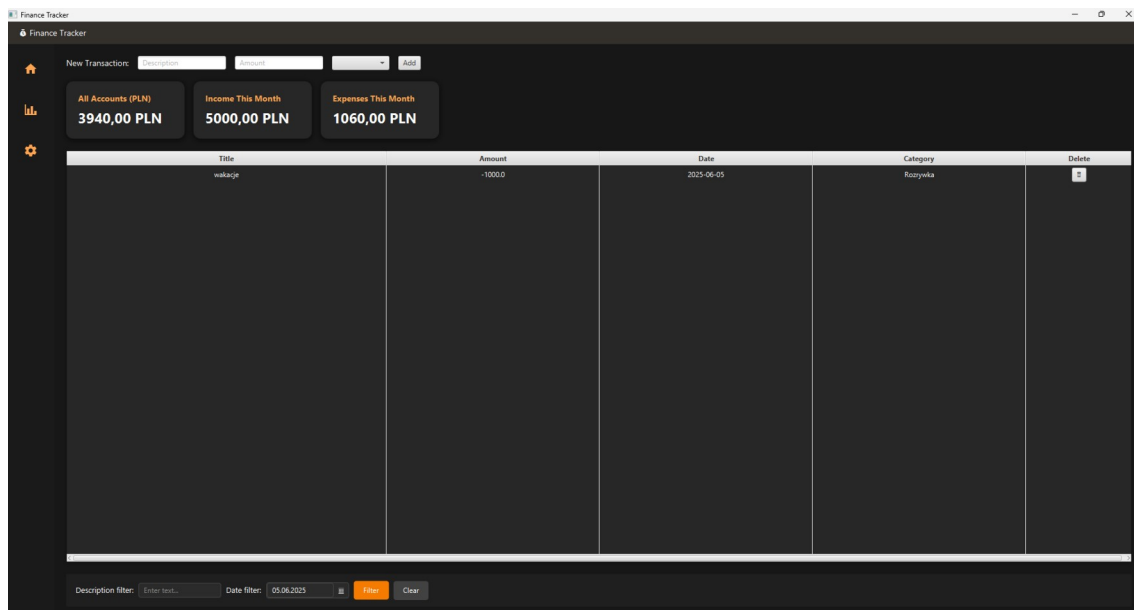 Finance Tracker
Finance Tracker
New Transaction: Description Amount Add
All Accounts (PLN) Income This Month Expenses This Month
3940,00 PLN 5000,00 PLN 1060,00 PLN
Title Amount Date Category Delete
wakacje -1000.0 2025-06-05 Rozrywka
Description filter: Enter text... Date filter: 05.06.2025 Filter Clear